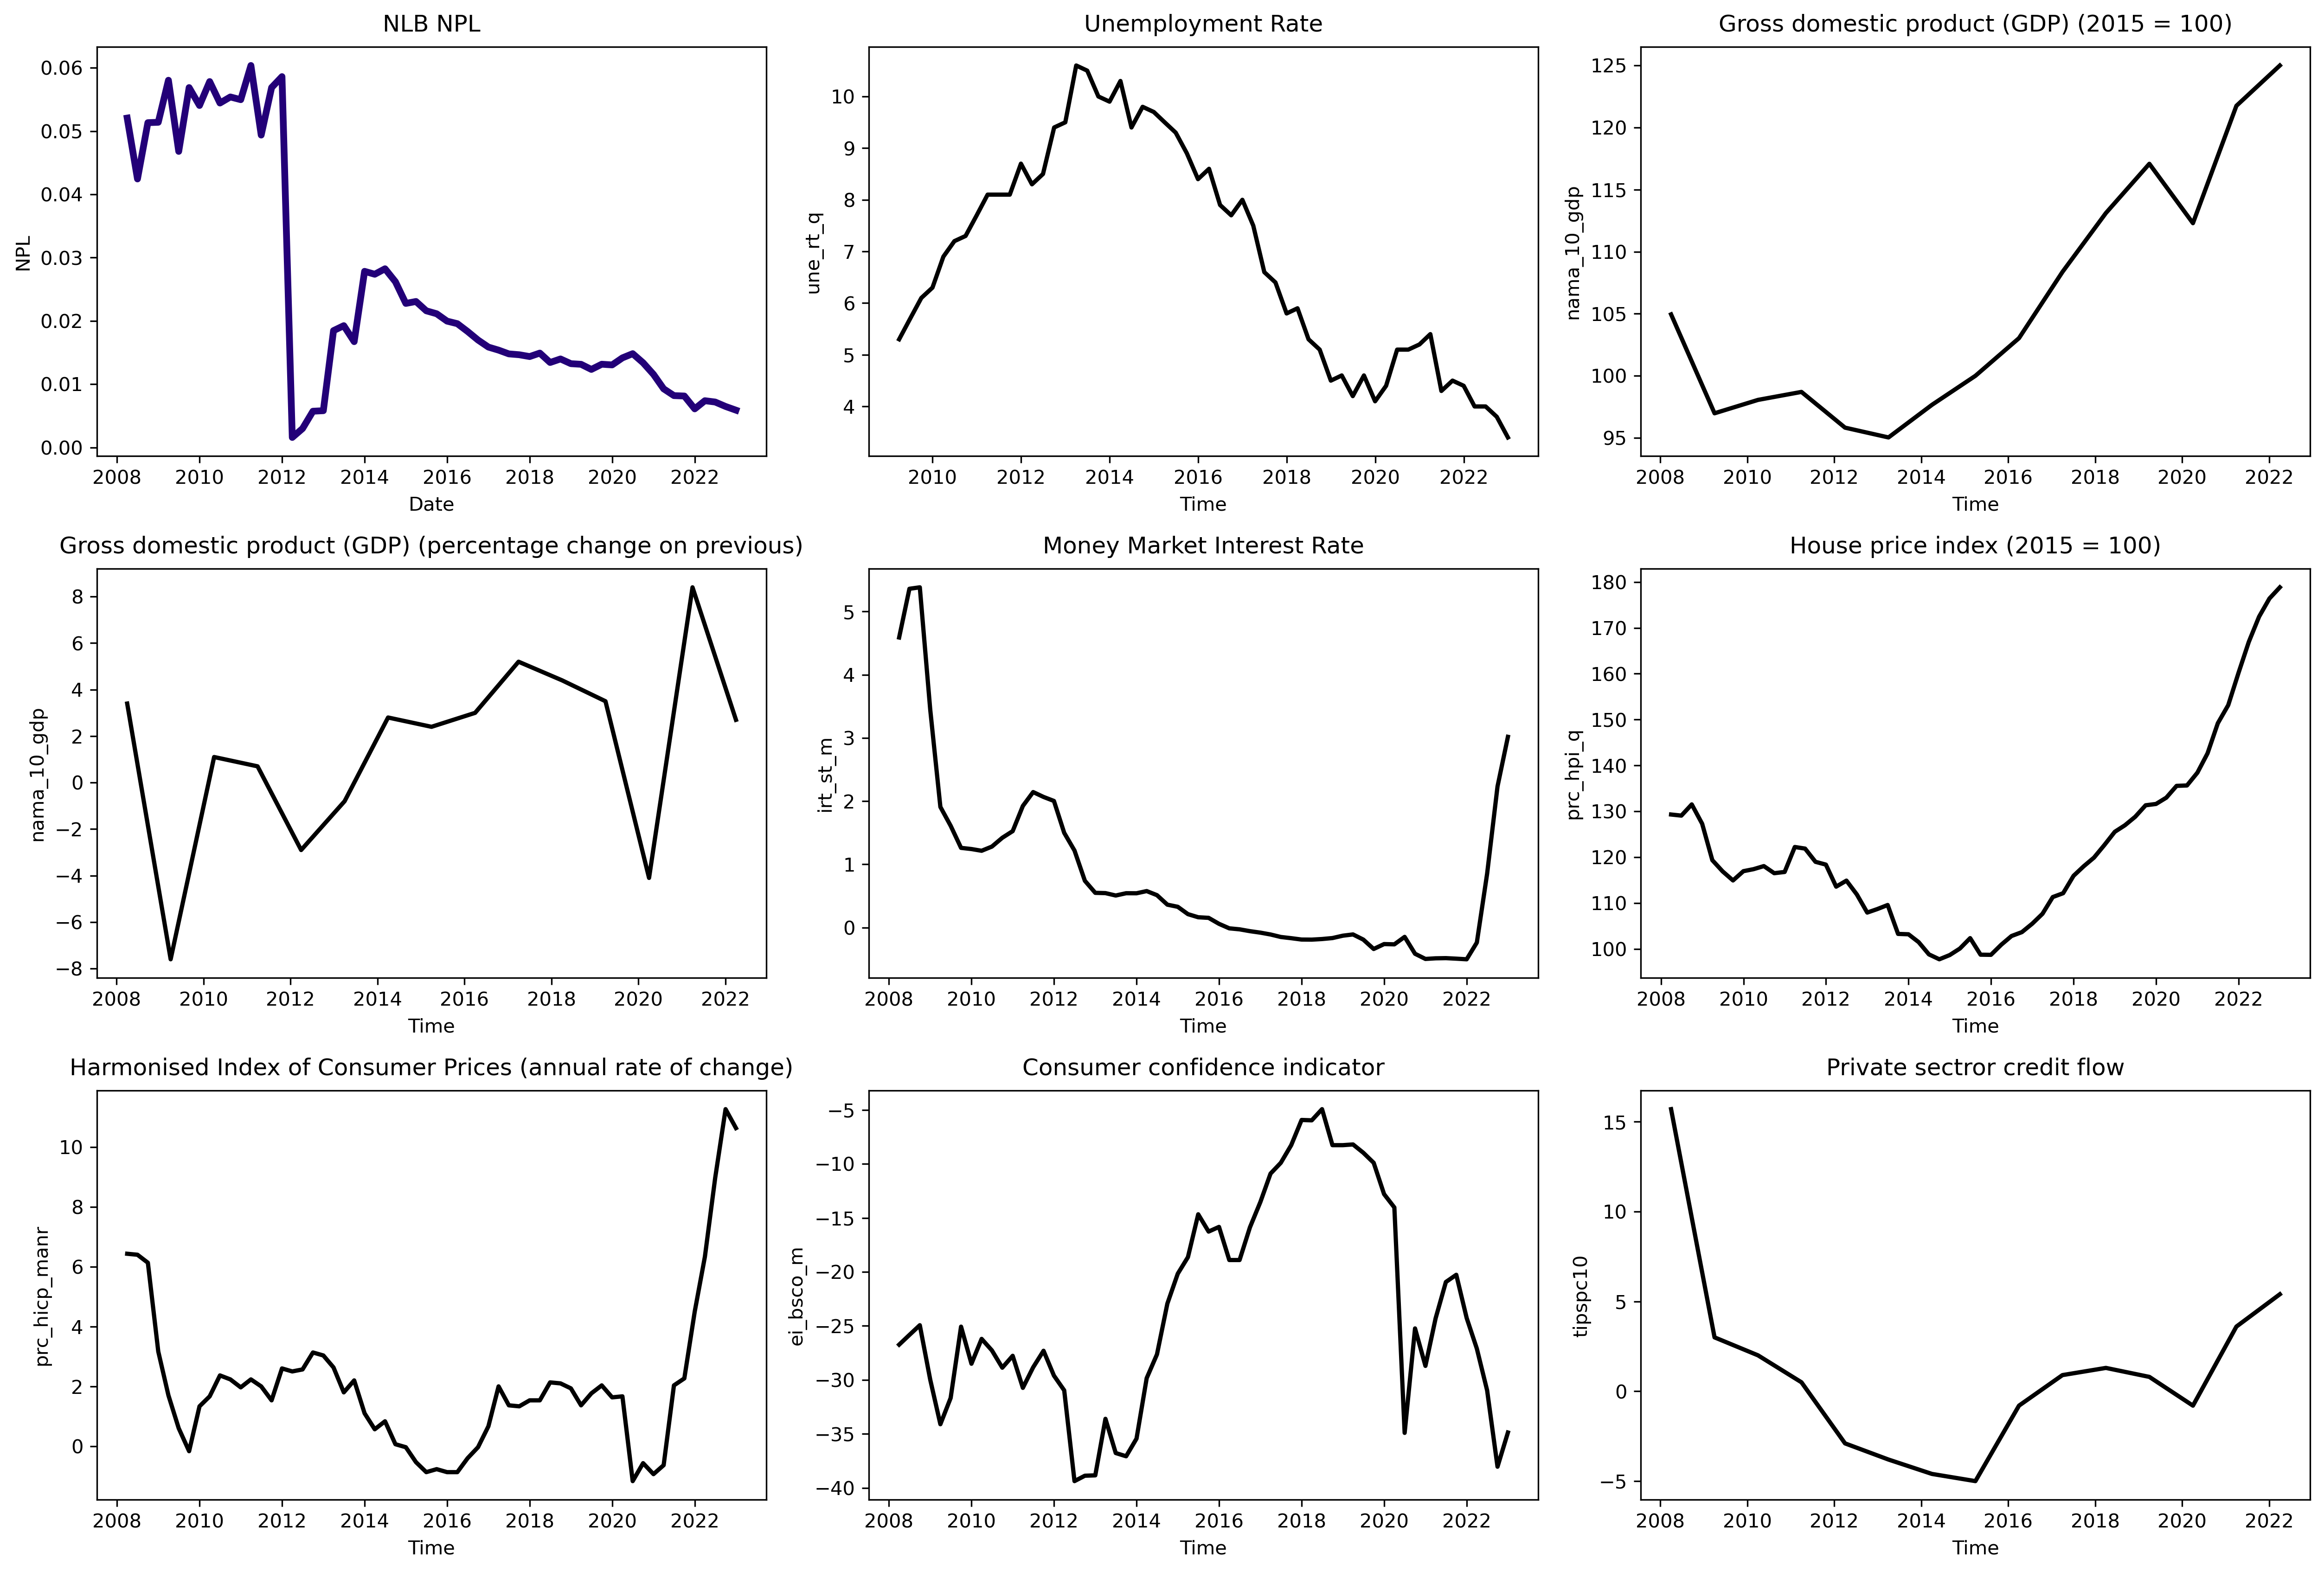 NLB NPL
NPL
0.06
0.05
0.04
0.03
0.02
0.01
0.00
2008 2010 2012 2014 2016 2018 2020 2022
Date
Unemployment Rate
une_rt_q
10
9
8
7
6
5
4
2010 2012 2014 2016 2018 2020 2022
Time
Gross domestic product (GDP) (2015 = 100)
nama_10_gdp
125
120
115
110
105
100
95
2008 2010 2012 2014 2016 2018 2020 2022
Time
Gross domestic product (GDP) (percentage change on previous)
nama_10_gdp
8
6
4
2
0
−2
−4
−6
−8
2008 2010 2012 2014 2016 2018 2020 2022
Time
Money Market Interest Rate
irt_st_m
5
4
3
2
1
0
2008 2010 2012 2014 2016 2018 2020 2022
Time
House price index (2015 = 100)
prc_hpi_q
180
170
160
150
140
130
120
110
100
2008 2010 2012 2014 2016 2018 2020 2022
Time
Harmonised Index of Consumer Prices (annual rate of change)
prc_hicp_manr
10
8
6
4
2
0
2008 2010 2012 2014 2016 2018 2020 2022
Time
Consumer confidence indicator
ei_bsco_m
−5
−10
−15
−20
−25
−30
−35
−40
2008 2010 2012 2014 2016 2018 2020 2022
Time
Private sectror credit flow
tipspc10
15
10
5
0
−5
2008 2010 2012 2014 2016 2018 2020 2022
Time